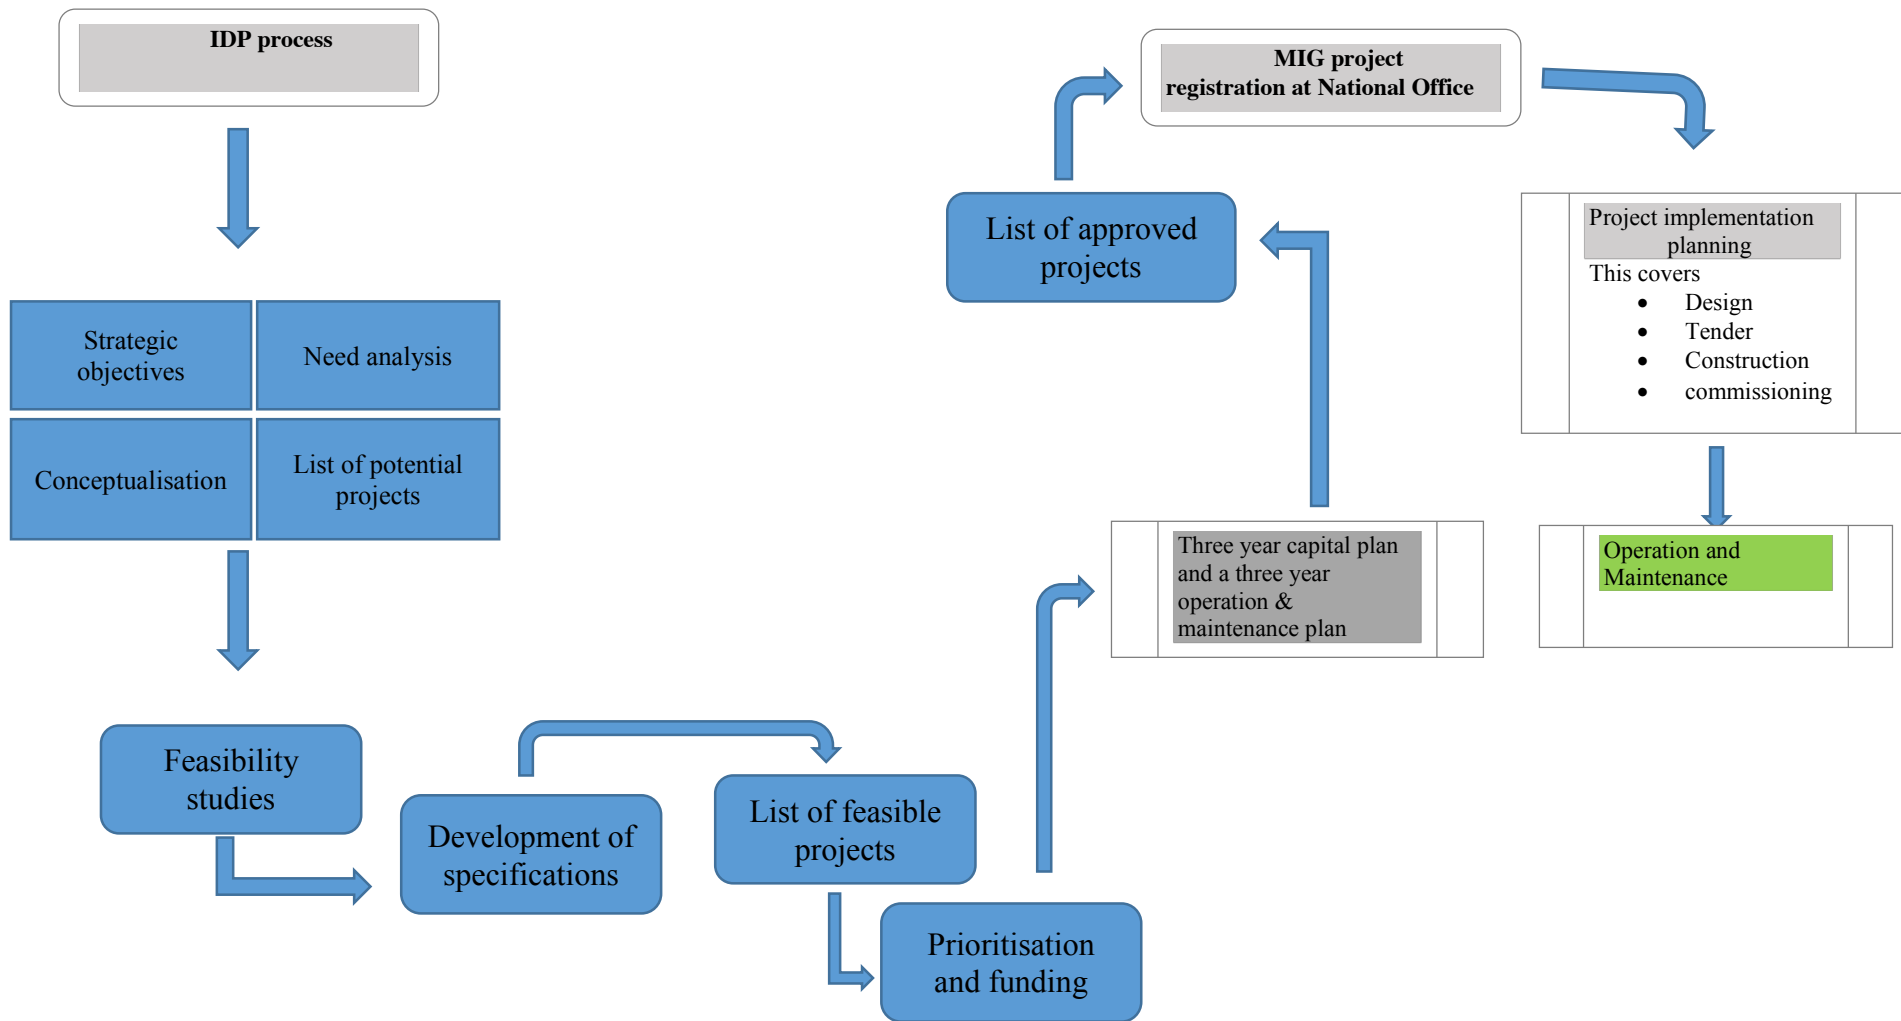 IDP process
Strategic
objectives
Need analysis
Conceptualisation
List of potential
projects
Feasibility
studies
Development of
specifications
List of feasible
projects
Prioritisation
and funding
Three year capital plan
and a three year
operation &
maintenance plan
List of approved
projects
MIG project
registration at National Office
Project implementation
planning
This covers
• Design
• Tender
• Construction
• commissioning
Operation and
Maintenance